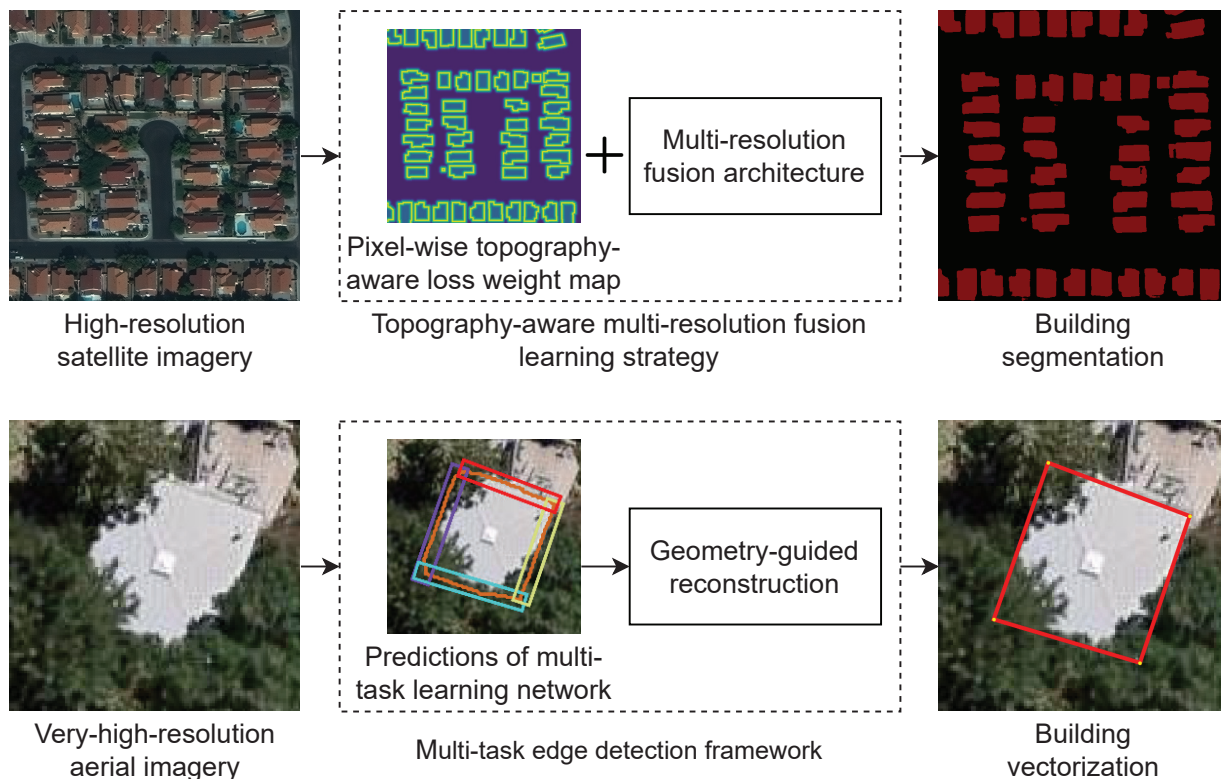 Multi-resolution
fusion architecture
Pixel-wise topography-
aware loss weight map
High-resolution
satellite imagery
Topography-aware multi-resolution fusion
learning strategy
Building
segmentation
Geometry-guided
reconstruction
Predictions of multi-
task learning network
Very-high-resolution
aerial imagery
Multi-task edge detection framework
Building
vectorization